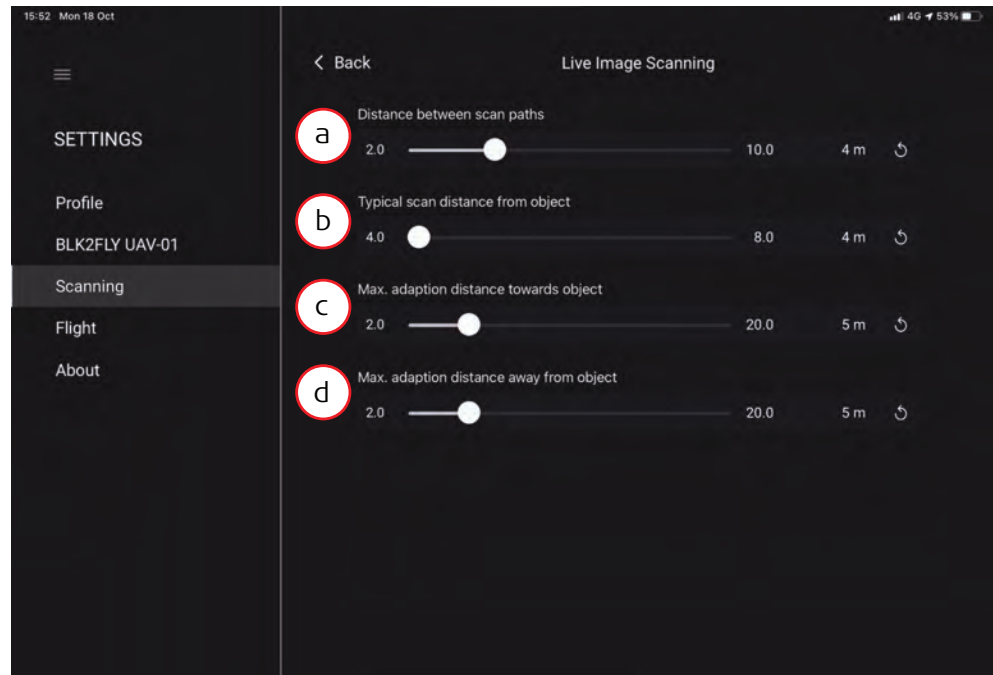 15:52 Mon 18 Oct
4G 53%
Back
Live Image Scanning
SETTINGS
Profile
BLK2FLY UAV-01
Scanning
Flight
About
a
Distance between scan paths
2.0 10.0 4 m
b
Typical scan distance from object
4.0 8.0 4 m
c
Max. adaption distance towards object
2.0 20.0 5 m
d
Max. adaption distance away from object
2.0 20.0 5 m